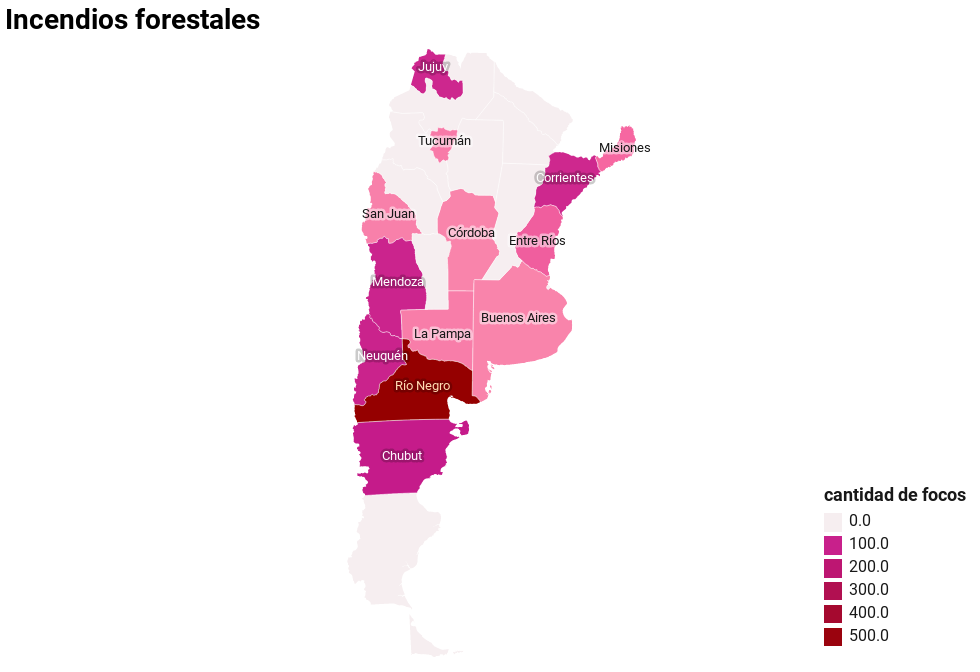 Incendios forestales
Jujuy
Tucumán
Misiones
Corrientes
San Juan
Córdoba
Entre Ríos
Mendoza
Buenos Aires
La Pampa
Neuquén
Río Negro
Chubut
cantidad de focos
0.0
100.0
200.0
300.0
400.0
500.0